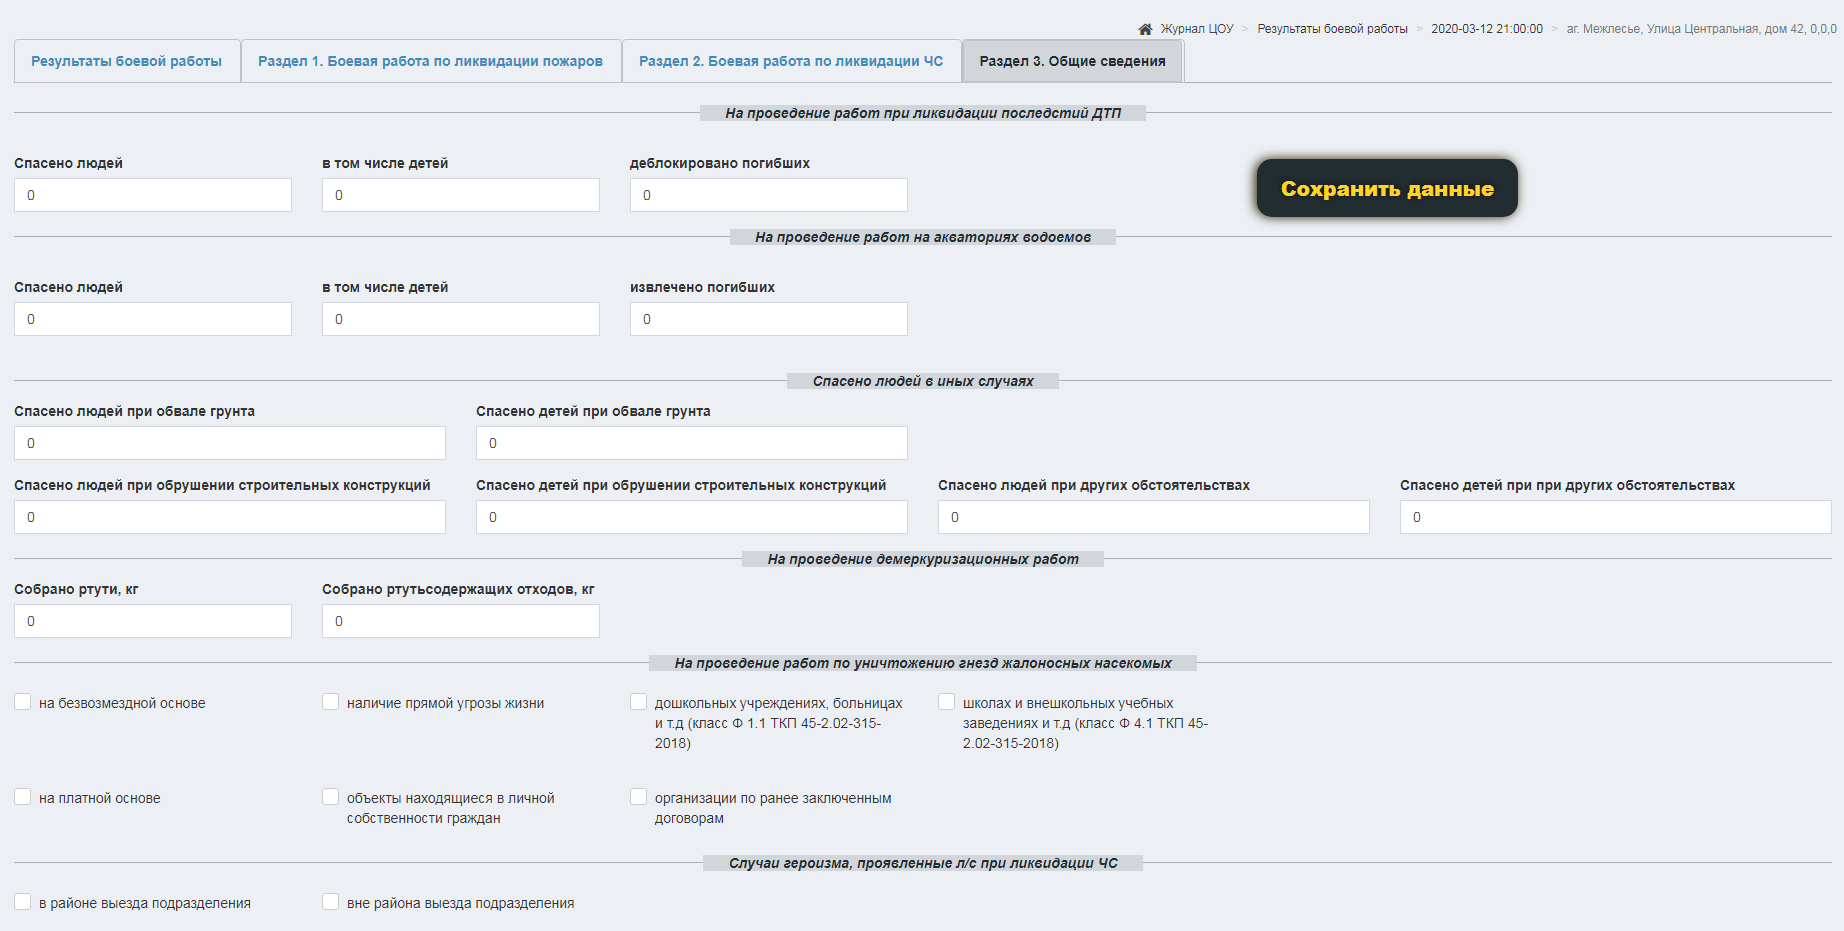 Журнал ЦОУ > Результаты боевой работы > 2020-03-12 21:00:00 > аг. Межлесье, Улица Центральная, дом 42, 0,0,0
Результаты боевой работы Раздел 1. Боевая работа по ликвидации пожаров Раздел 2. Боевая работа по ликвидации ЧС Раздел 3. Общие сведения
На проведение работ при ликвидации последстий ДТП
Спасено людей в том числе детей деблокировано погибших
0 0 0
Сохранить данные
На проведение работ на акваториях водоемов
Спасено людей в том числе детей извлечено погибших
0 0 0
Спасено людей в иных случаях
Спасено людей при обвале грунта Спасено детей при обвале грунта
0 0
Спасено людей при обрушении строительных конструкций Спасено детей при обрушении строительных конструкций Спасено людей при других обстоятельствах Спасено детей при при других обстоятельствах
0 0 0 0
На проведение демеркуризационных работ
Собрано ртути, кг Собрано ртутьсодержащих отходов, кг
0 0
На проведение работ по уничтожению гнезд жалоносных насекомых
на безвозмездной основе
наличие прямой угрозы жизни
дошкольных учреждениях, больницах
и т.д (класс Ф 1.1 ТКП 45-2.02-315-
2018)
школах и внешкольных учебных
заведениях и т.д (класс Ф 4.1 ТКП 45-
2.02-315-2018)
на платной основе
объекты находящиеся в личной
собственности граждан
организации по ранее заключенным
договорам
Случаи героизма, проявленные л/с при ликвидации ЧС
в районе выезда подразделения
вне района выезда подразделения